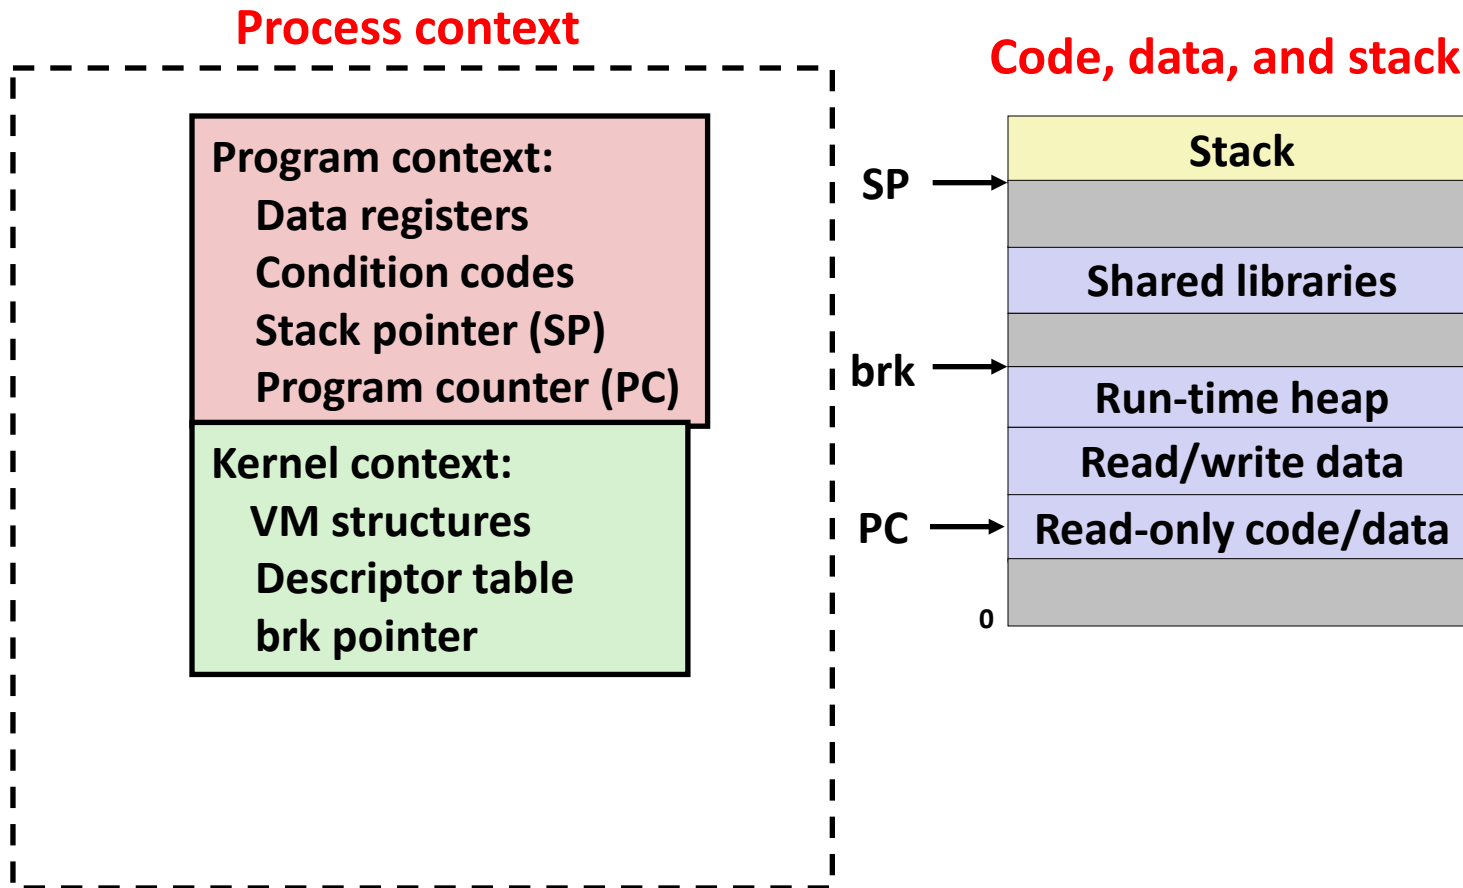 Process context
Program context:
Data registers
Condition codes
Stack pointer (SP)
Program counter (PC)
Kernel context:
VM structures
Descriptor table
brk pointer
Code, data, and stack
Stack
SP
Shared libraries
brk
Run-time heap
Read/write data
PC
Read-only code/data
0